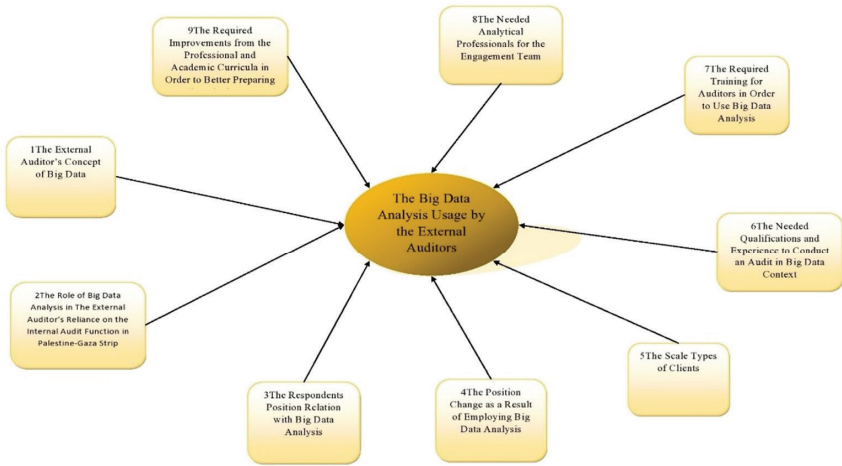 9The Required
Improvements from the
Professional and
Academic Curricula in
Order to Better Preparing
8The Needed
Analytical
Professionals for the
Engagement Team
7The Required
Training for
Auditors in Order
to Use Big Data
Analysis
1The External
Auditor's Concept
of Big Data
The Big Data
Analysis Usage by
the External
Auditors
6The Needed
Qualifications and
Experience to Conduct
an Audit in Big Data
Context
2The Role of Big Data
Analysis in The External
Auditor's Reliance on the
Internal Audit Function in
Palestine-Gaza Strip
5The Scale Types
of Clients
3The Respondents
Position Relation
with Big Data
Analysis
4The Position
Change as a Result
of Employing Big
Data Analysis